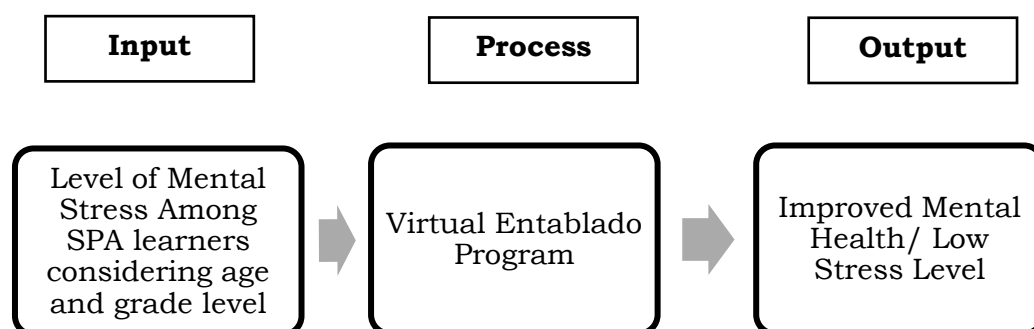 Input
Process
Output
Level of Mental
Stress Among
SPA learners
considering age
and grade level
Virtual Entablado
Program
Improved Mental
Health/ Low
Stress Level